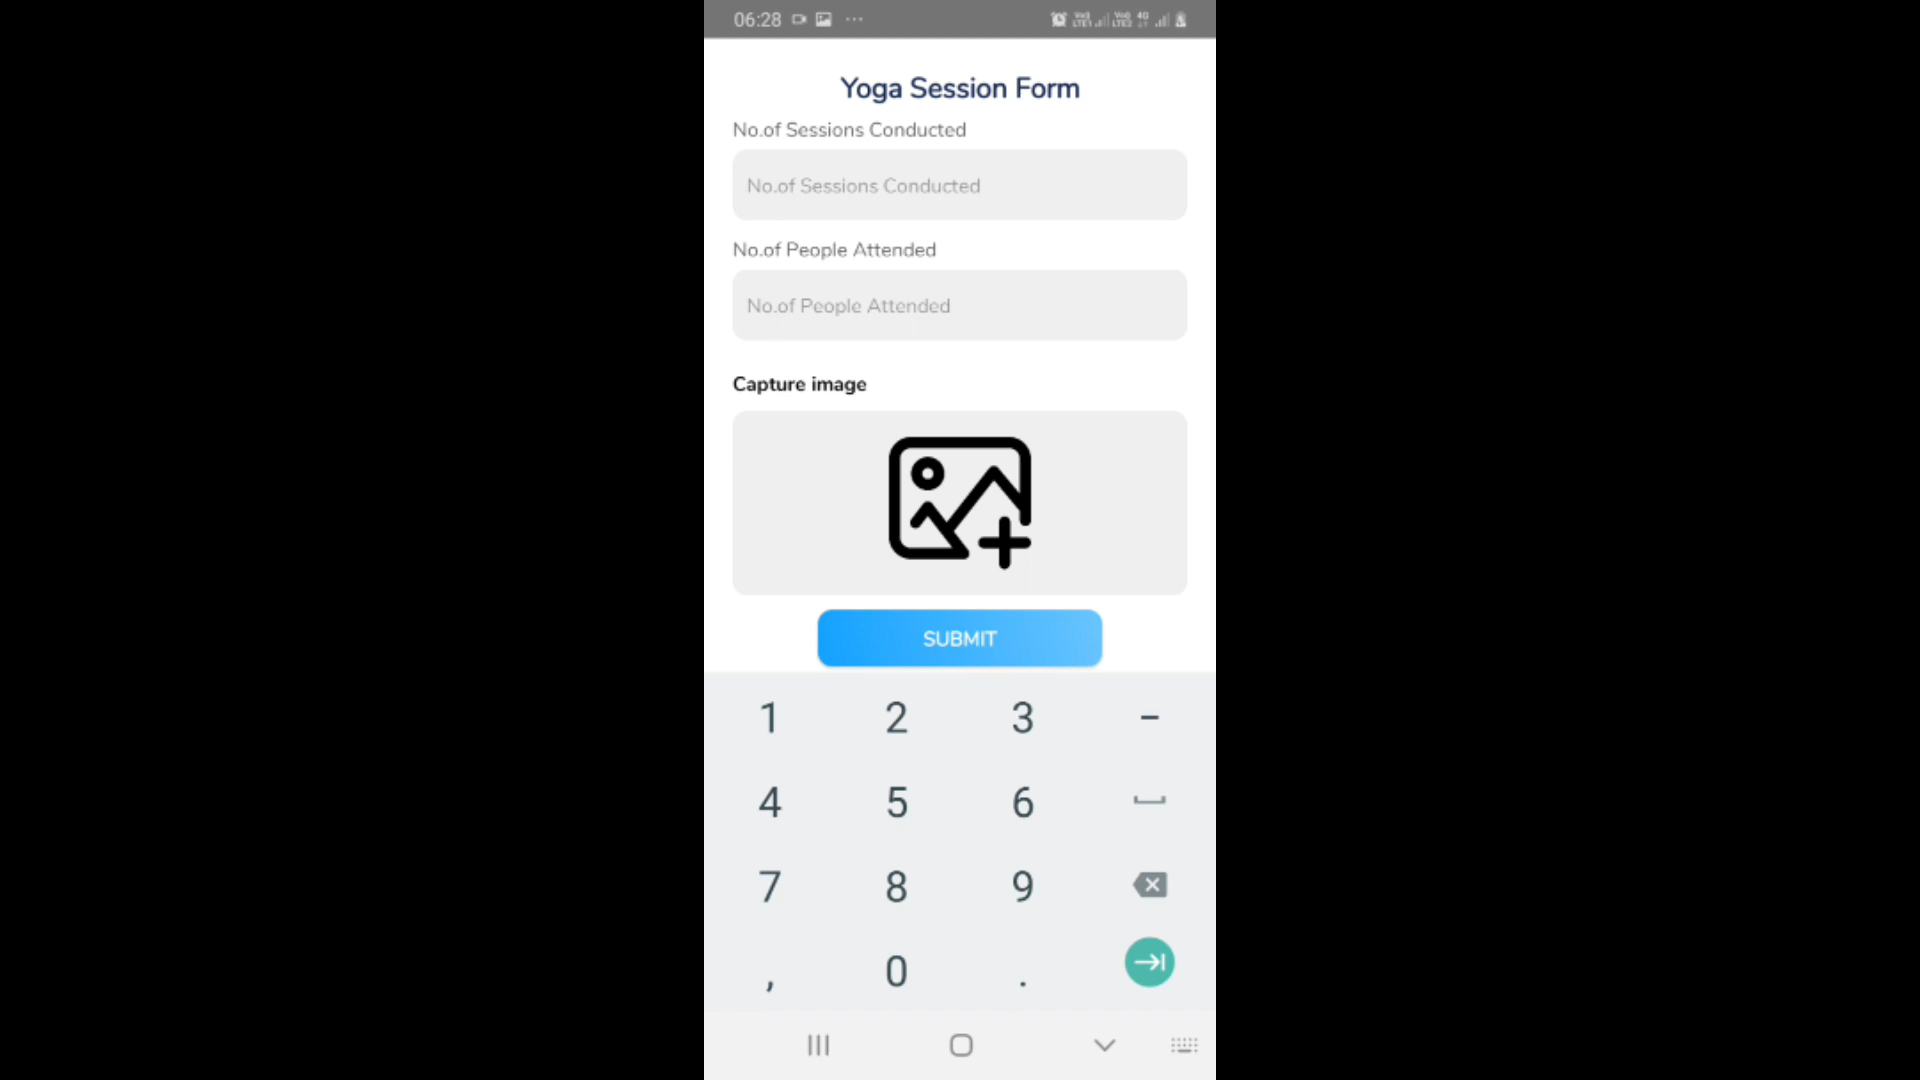 06:28
Yoga Session Form
No.of Sessions Conducted
No.of Sessions Conducted
No.of People Attended
No.of People Attended
Capture image
SUBMIT
1 2 3 -
4 5 6
7 8 9
, 0 .